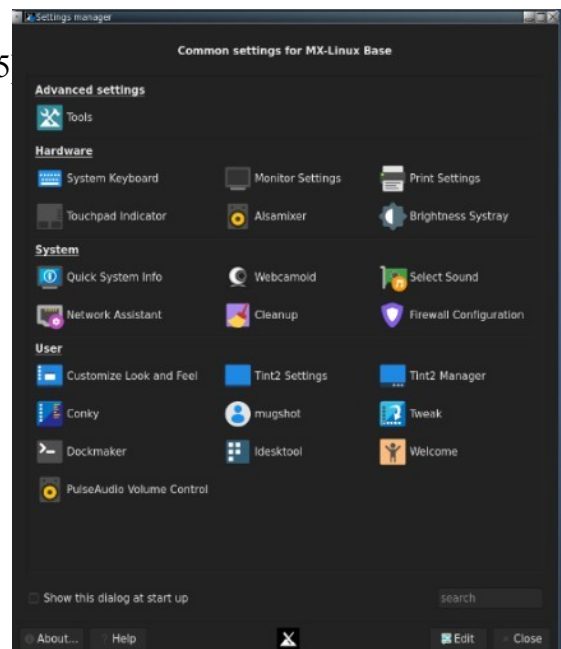 Settings manager
Common settings for MX-Linux Base
5
Advanced settings
Tools
Hardware
System Keyboard Monitor Settings Print Settings
Touchpad Indicator Alsamixer Brightness Systray
System
Quick System Info Webcamoid Select Sound
Network Assistant Cleanup Firewall Configuration
User
Customize Look and Feel Tint2 Settings Tint2 Manager
Conky mugshot Tweak
Dockmaker Idesktool Welcome
PulseAudio Volume Control
Show this dialog at start up search
About... Help Edit Close